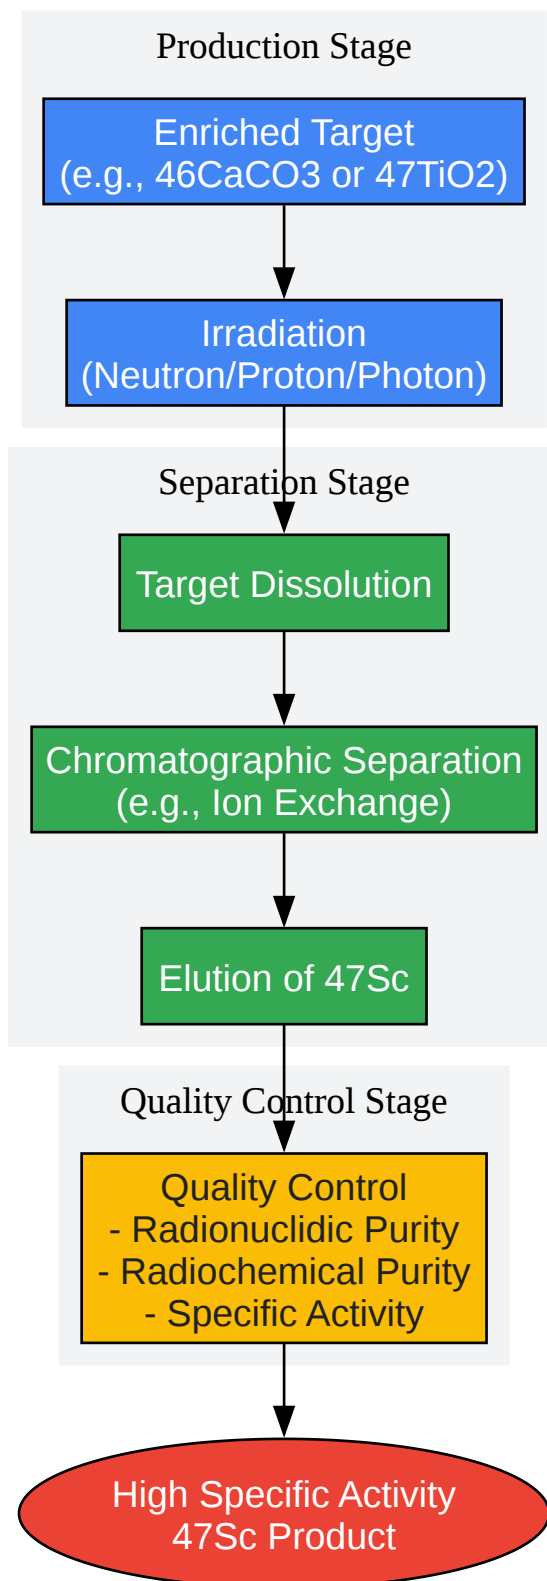 Production Stage
Enriched Target
(e.g., 46CaCO3 or 47TiO2)
Irradiation
(Neutron/Proton/Photon)
Separation Stage
Target Dissolution
Chromatographic Separation
(e.g., Ion Exchange)
Elution of 47Sc
Quality Control Stage
Quality Control
- Radionuclidic Purity
- Radiochemical Purity
- Specific Activity
High Specific Activity
47Sc Product